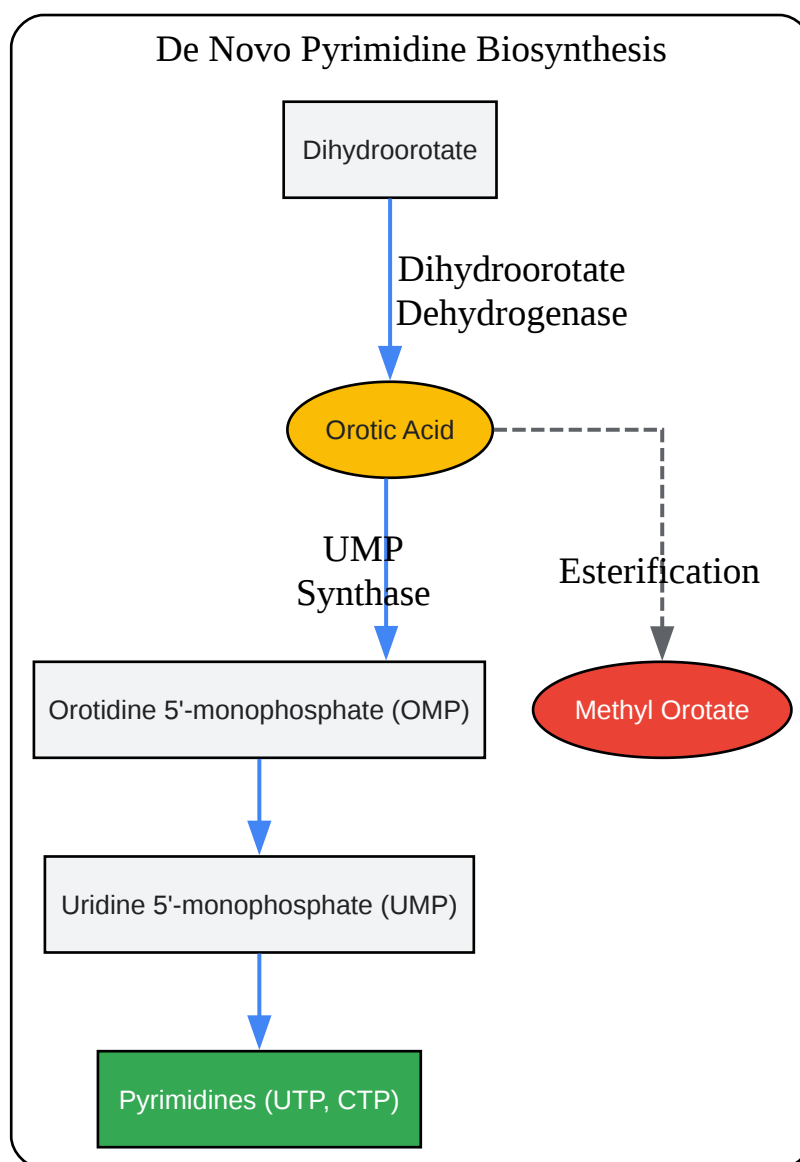 De Novo Pyrimidine Biosynthesis
Dihydroorotate
Dihydroorotate
Dehydrogenase
Orotic Acid
UMP
Synthase
Esterification
Orotidine 5'-monophosphate (OMP)
Methyl Orotate
Uridine 5'-monophosphate (UMP)
Pyrimidines (UTP, CTP)